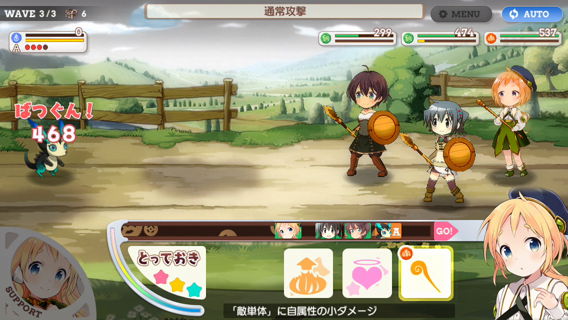 WAVE 3/3 6
通常攻撃
MENU
AUTO
0
A
299
474
537
ばつぐん!
468
A
GO!
とっておき
SUPPORT
「敵単体」に自属性の小ダメージ